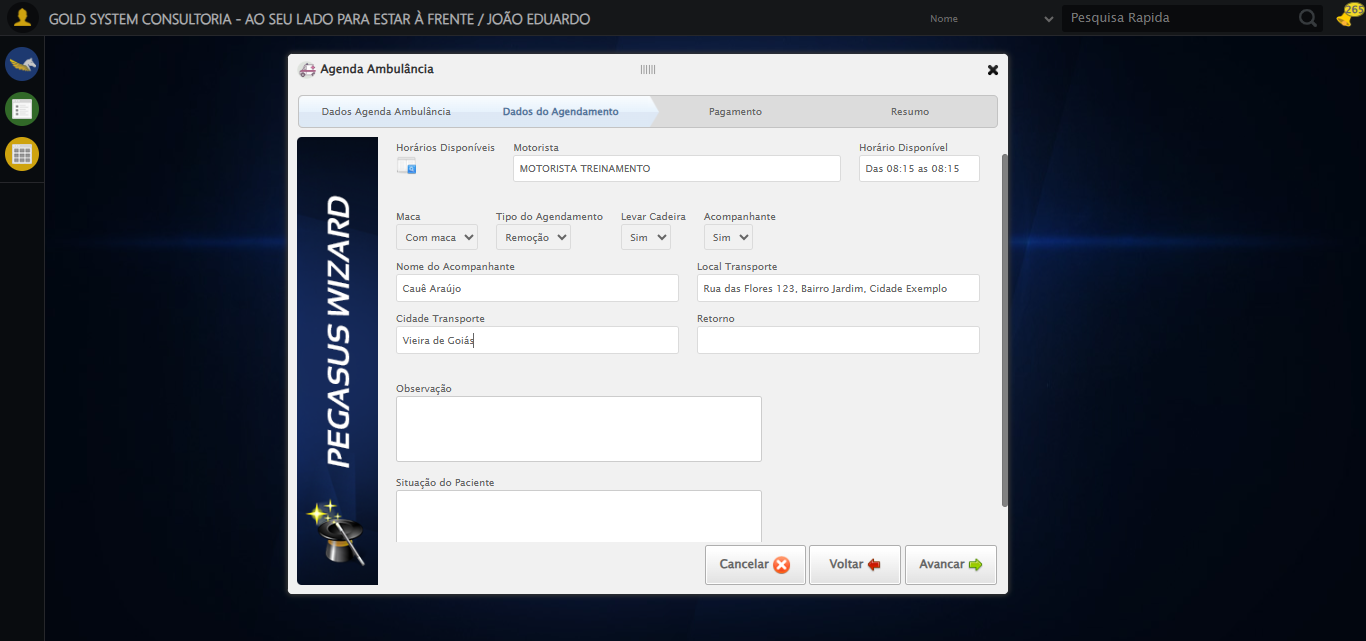 GOLD SYSTEM CONSULTORIA - AO SEU LADO PARA ESTAR À FRENTE / JOÃO EDUARDO
Nome
Pesquisa Rapida
265
Agenda Ambulância
Dados Agenda Ambulância
Dados do Agendamento
Pagamento
Resumo
PEGASUS WIZARD
Horários Disponíveis
Motorista
Horário Disponível
MOTORISTA TREINAMENTO
Das 08:15 as 08:15
Maca
Tipo do Agendamento
Levar Cadeira
Acompanhante
Com maca
Remoção
Sim
Sim
Nome do Acompanhante
Local Transporte
Cauê Araújo
Rua das Flores 123, Bairro Jardim, Cidade Exemplo
Cidade Transporte
Retorno
Vieira de Goiás
Observação
Situação do Paciente
Cancelar
Voltar
Avancar